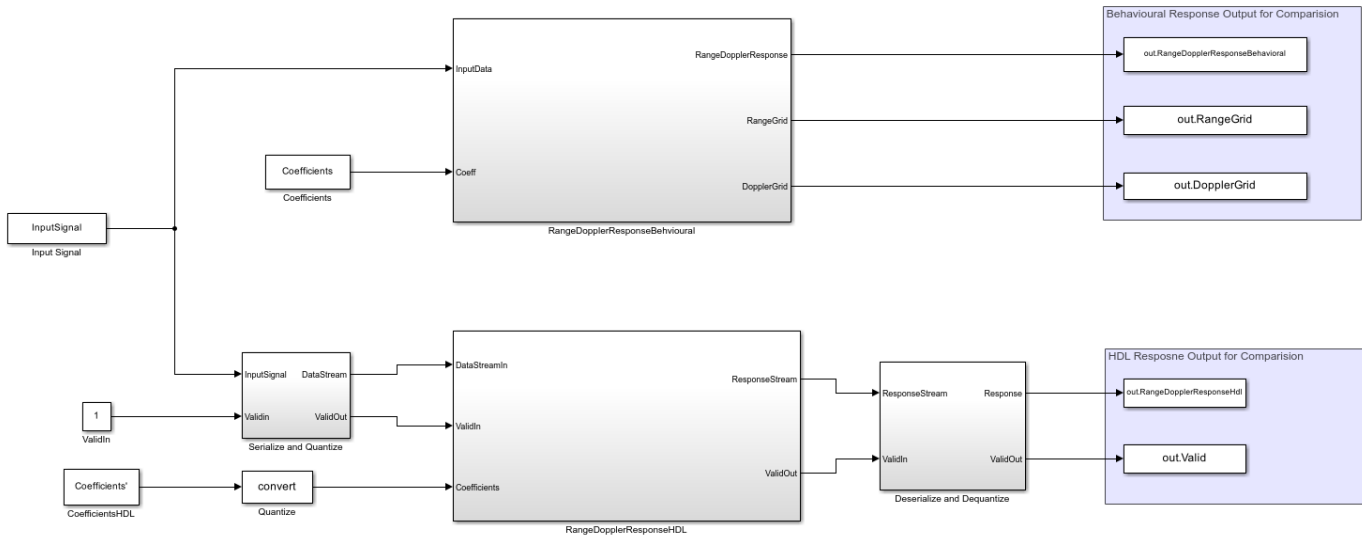 Behavioural Response Output for Comparision
InputData
RangeDopplerResponse
out.RangeDopplerResponseBehavioral
RangeGrid
out.RangeGrid
Coefficients
Coeff
DopplerGrid
out.DopplerGrid
Coefficients
RangeDopplerResponseBehvioural
InputSignal
Input Signal
HDL Resposne Output for Comparision
InputSignal
DataStream
DataStreamIn
ResponseStream
ResponseStream
Response
out.RangeDopplerResponseHdl
1
ValidIn
Validin
ValidOut
ValidIn
Serialize and Quantize
ValidOut
ValidIn
ValidOut
out.Valid
Coefficients'
CoefficientsHDL
convert
Quantize
Coefficients
Deserialize and Dequantize
RangeDopplerResponseHDL